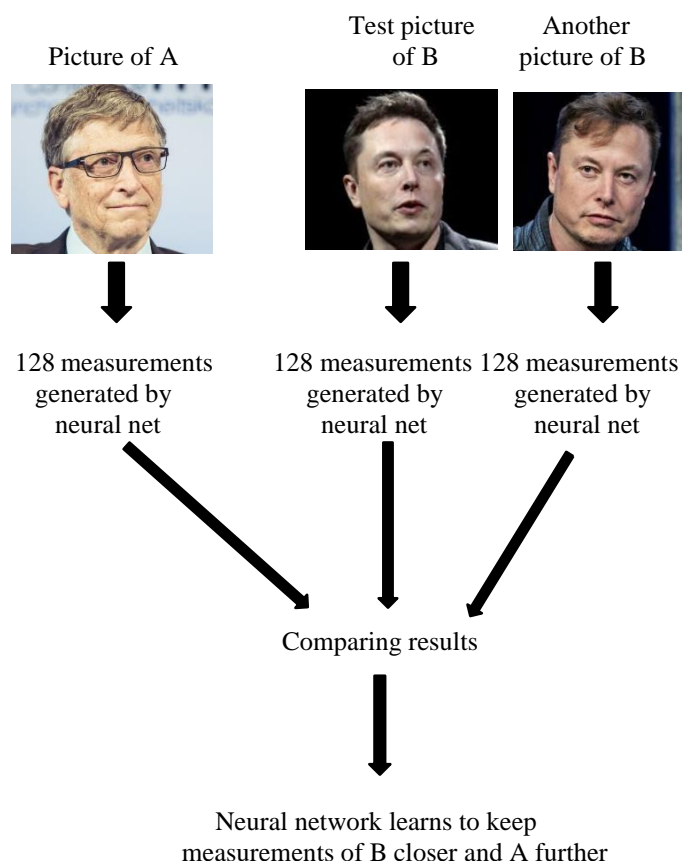 Picture of A
Test picture
of B
Another
picture of B
128 measurements
generated by
neural net
128 measurements
generated by
neural net
128 measurements
generated by
neural net
Comparing results
Neural network learns to keep
measurements of B closer and A further